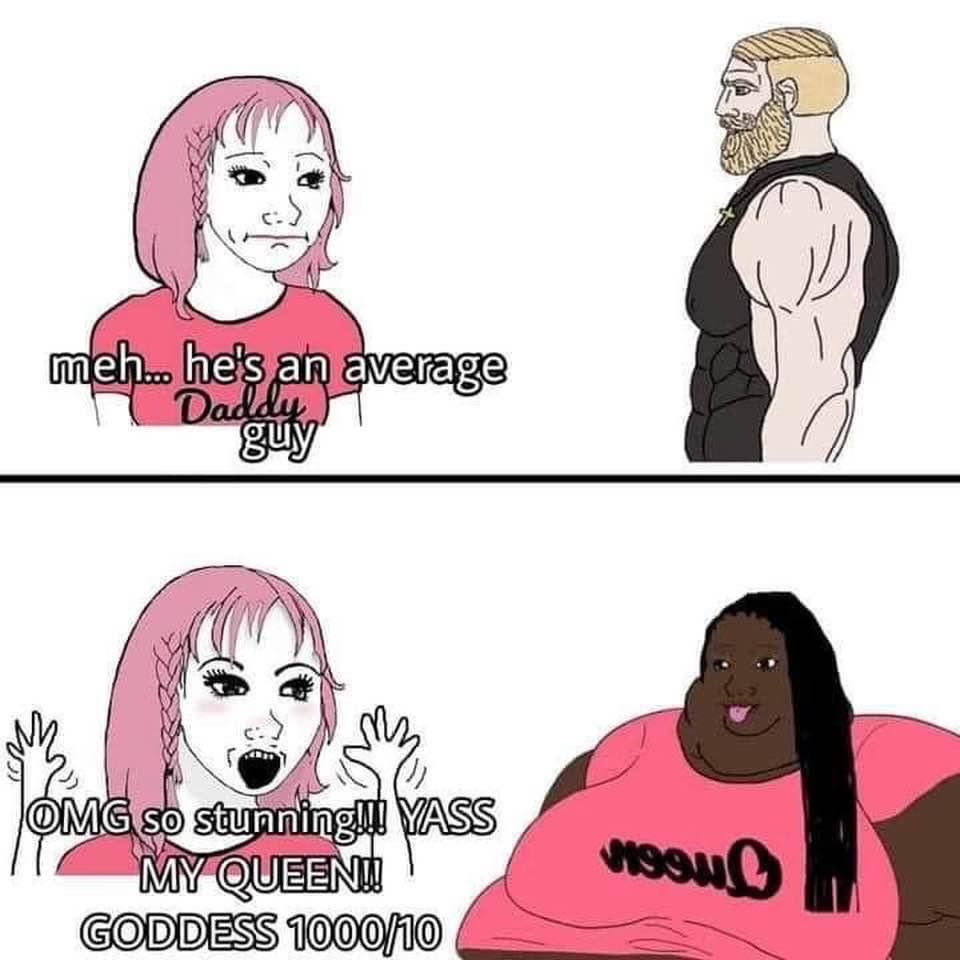 meh... he's an average
Daddy
guy
OMG so stunning!!! YASS
MY QUEEN!!
GODDESS 1000/10
Queen